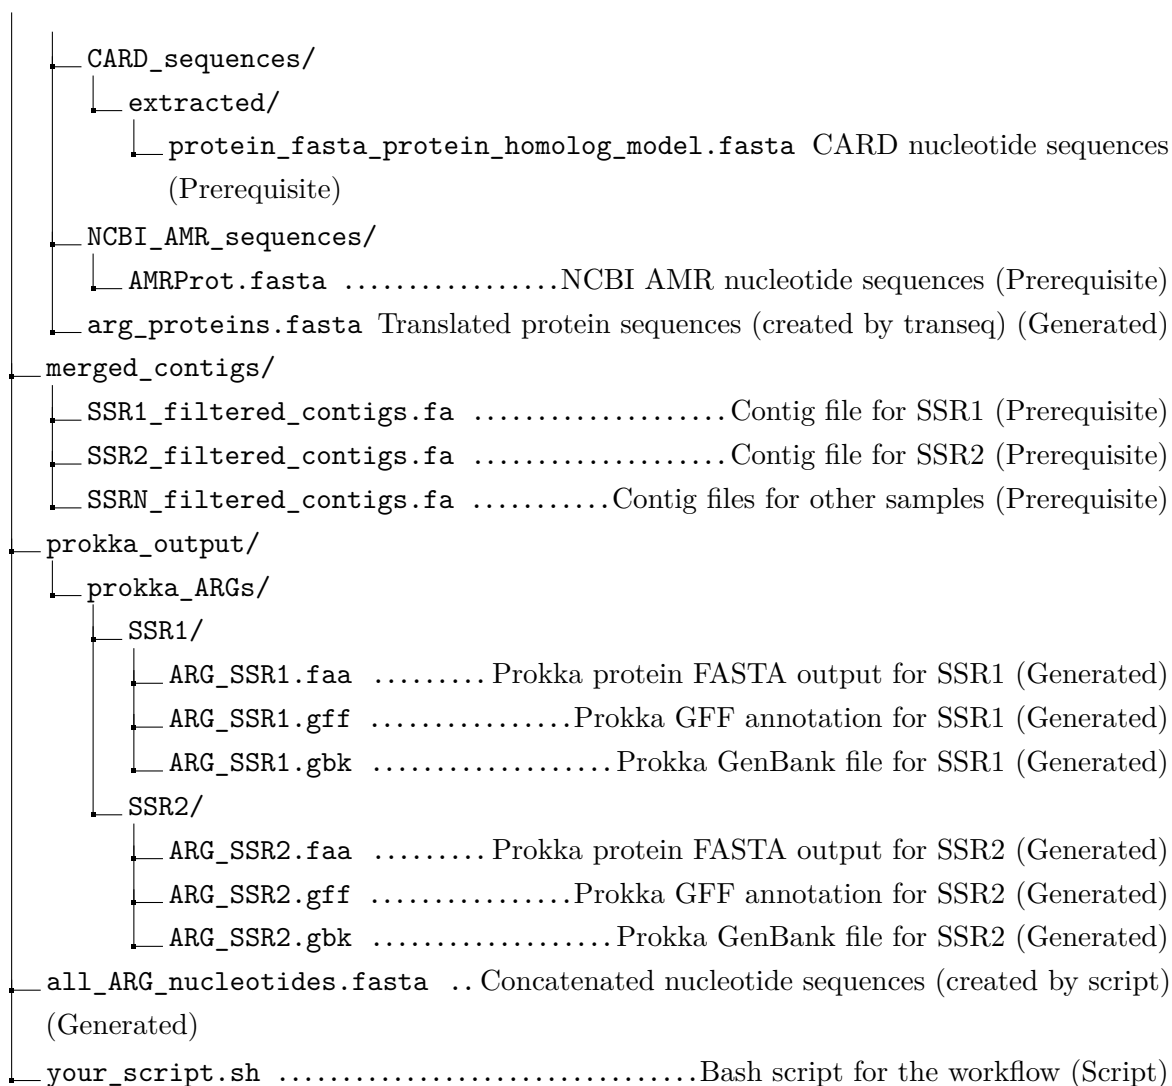 CARD_sequences/
extracted/
protein_fasta_protein_homolog_model.fasta CARD nucleotide sequences
(Prerequisite)
NCBI_AMR_sequences/
AMRProt.fasta .................NCBI AMR nucleotide sequences (Prerequisite)
arg_proteins.fasta Translated protein sequences (created by transeq) (Generated)
merged_contigs/
SSR1_filtered_contigs.fa ....................Contig file for SSR1 (Prerequisite)
SSR2_filtered_contigs.fa ....................Contig file for SSR2 (Prerequisite)
SSRN_filtered_contigs.fa ...........Contig files for other samples (Prerequisite)
prokka_output/
prokka_ARGs/
SSR1/
ARG_SSR1.faa .........Prokka protein FASTA output for SSR1 (Generated)
ARG_SSR1.gff ................Prokka GFF annotation for SSR1 (Generated)
ARG_SSR1.gbk ...................Prokka GenBank file for SSR1 (Generated)
SSR2/
ARG_SSR2.faa .........Prokka protein FASTA output for SSR2 (Generated)
ARG_SSR2.gff ................Prokka GFF annotation for SSR2 (Generated)
ARG_SSR2.gbk ...................Prokka GenBank file for SSR2 (Generated)
all_ARG_nucleotides.fasta ..Concatenated nucleotide sequences (created by script)
(Generated)
your_script.sh .................................Bash script for the workflow (Script)